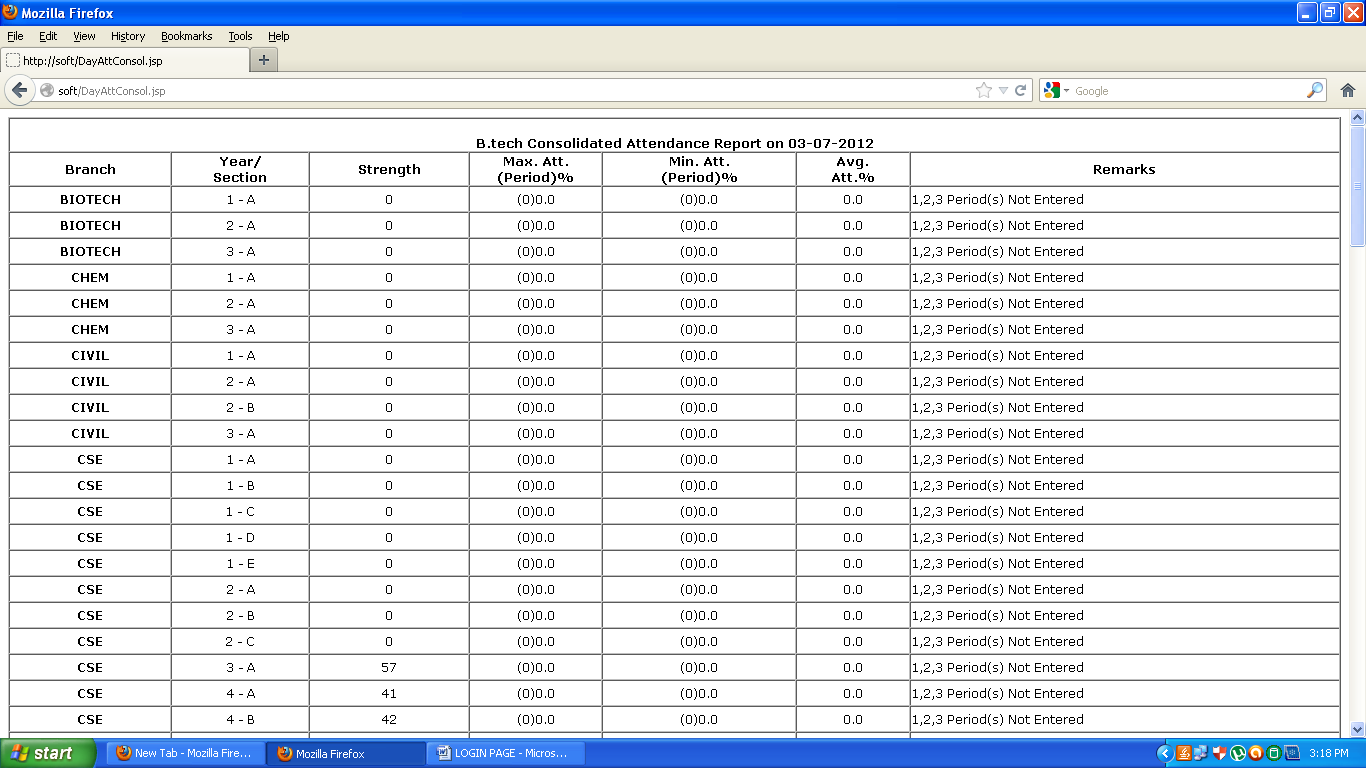 Mozilla Firefox
File Edit View History Bookmarks Tools Help
http://soft/DayAttConsol.jsp
soft/DayAttConsol.jsp Google
B.tech Consolidated Attendance Report on 03-07-2012
Branch Year/ Section Strength Max. Att. (Period)% Min. Att. (Period)% Avg. Att.% Remarks
BIOTECH 1 - A 0 (0)0.0 (0)0.0 0.0 1,2,3 Period(s) Not Entered
BIOTECH 2 - A 0 (0)0.0 (0)0.0 0.0 1,2,3 Period(s) Not Entered
BIOTECH 3 - A 0 (0)0.0 (0)0.0 0.0 1,2,3 Period(s) Not Entered
CHEM 1 - A 0 (0)0.0 (0)0.0 0.0 1,2,3 Period(s) Not Entered
CHEM 2 - A 0 (0)0.0 (0)0.0 0.0 1,2,3 Period(s) Not Entered
CHEM 3 - A 0 (0)0.0 (0)0.0 0.0 1,2,3 Period(s) Not Entered
CIVIL 1 - A 0 (0)0.0 (0)0.0 0.0 1,2,3 Period(s) Not Entered
CIVIL 2 - A 0 (0)0.0 (0)0.0 0.0 1,2,3 Period(s) Not Entered
CIVIL 2 - B 0 (0)0.0 (0)0.0 0.0 1,2,3 Period(s) Not Entered
CIVIL 3 - A 0 (0)0.0 (0)0.0 0.0 1,2,3 Period(s) Not Entered
CSE 1 - A 0 (0)0.0 (0)0.0 0.0 1,2,3 Period(s) Not Entered
CSE 1 - B 0 (0)0.0 (0)0.0 0.0 1,2,3 Period(s) Not Entered
CSE 1 - C 0 (0)0.0 (0)0.0 0.0 1,2,3 Period(s) Not Entered
CSE 1 - D 0 (0)0.0 (0)0.0 0.0 1,2,3 Period(s) Not Entered
CSE 1 - E 0 (0)0.0 (0)0.0 0.0 1,2,3 Period(s) Not Entered
CSE 2 - A 0 (0)0.0 (0)0.0 0.0 1,2,3 Period(s) Not Entered
CSE 2 - B 0 (0)0.0 (0)0.0 0.0 1,2,3 Period(s) Not Entered
CSE 2 - C 0 (0)0.0 (0)0.0 0.0 1,2,3 Period(s) Not Entered
CSE 3 - A 57 (0)0.0 (0)0.0 0.0 1,2,3 Period(s) Not Entered
CSE 4 - A 41 (0)0.0 (0)0.0 0.0 1,2,3 Period(s) Not Entered
CSE 4 - B 42 (0)0.0 (0)0.0 0.0 1,2,3 Period(s) Not Entered
start New Tab - Mozilla Fire... Mozilla Firefox LOGIN PAGE - Micros... 3:18 PM